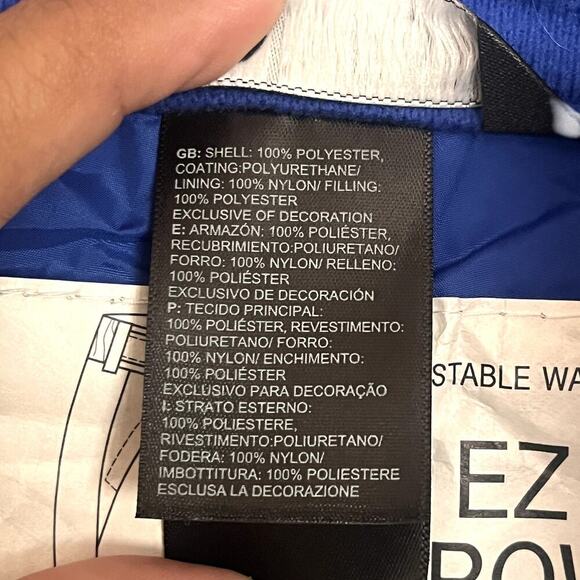 GB: SHELL: 100% POLYESTER,
COATING:POLYURETHANE/
LINING: 100% NYLON/ FILLING:
100% POLYESTER
EXCLUSIVE OF DECORATION
E: ARMAZÓN: 100% POLIÉSTER,
RECUBRIMIENTO:POLIURETANO/
FORRO: 100% NYLON/ RELLENO:
100% POLIÉSTER
EXCLUSIVO DE DECORACIÓN
P: TECIDO PRINCIPAL:
100% POLIÉSTER, REVESTIMENTO:
POLIURETANO/ FORRO:
100% NYLON/ENCHIMENTO:
100% POLIÉSTER
EXCLUSIVO PARA DECORAÇÃO
I: STRATO ESTERNO:
100% POLIESTERE,
RIVESTIMENTO:POLIURETANO/
FODERA: 100% NYLON/
IMBOTTITURA: 100% POLIESTERE
ESCLUSA LA DECORAZIONE
STABLE WA
EZ